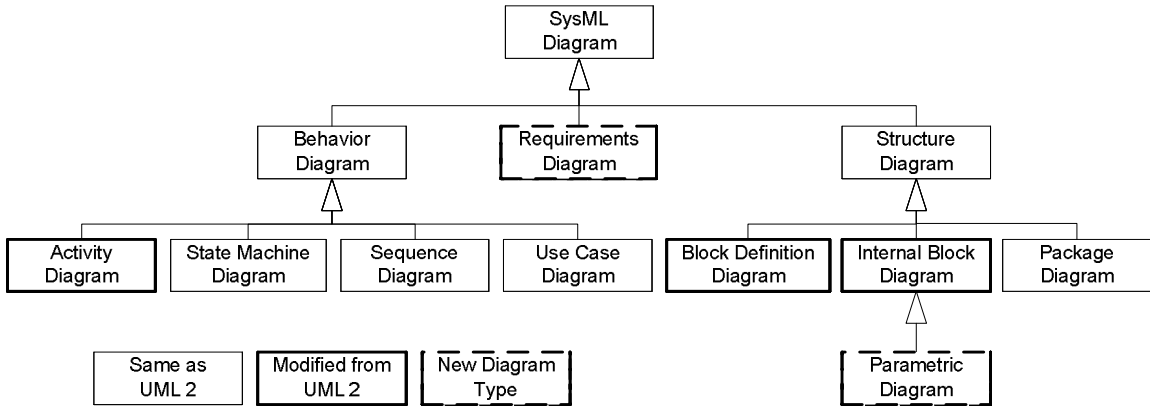 SysML
Diagram
Behavior
Diagram
Requirements
Diagram
Structure
Diagram
Activity
Diagram
State Machine
Diagram
Sequence
Diagram
Use Case
Diagram
Block Definition
Diagram
Internal Block
Diagram
Package
Diagram
Same as
UML 2
Modified from
UML 2
New Diagram
Type
Parametric
Diagram